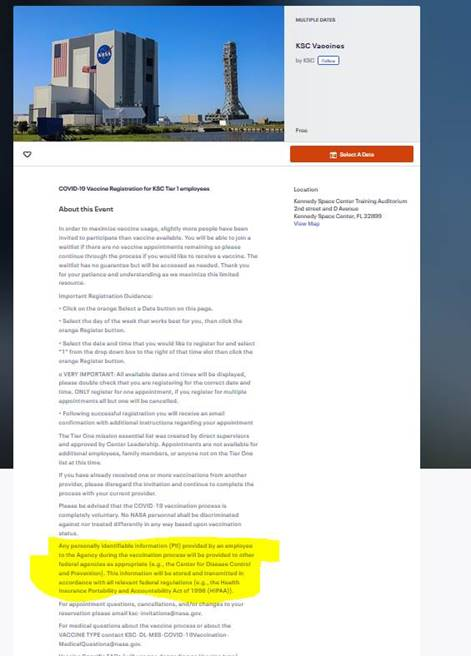 NASA
MULTIPLE DATES
KSC Vaccines
by KSC Follow
Free
Select A Date
COVID-19 Vaccine Registration for KSC Tier 1 employees
About this Event
In order to maximize vaccine usage, slightly more people have been
invited to participate than vaccine available. You will be able to join a
waitlist if there are no vaccine appointments remaining so please
continue through the process if you would like to receive a vaccine. The
waitlist has no guarantee but will be accessed as needed. Thank you
for your patience and understanding as we maximize this limited
resource.
Important Registration Guidance:
• Click on the orange Select a Date button on this page.
• Select the day of the week that works best for you, then click the
orange Register button.
• Select the date and time that you would like to register for and select
"1" from the drop down box to the right of that time slot then click the
orange Register button.
o VERY IMPORTANT: All available dates and times will be displayed,
please double check that you are registering for the correct date and
time. ONLY register for one appointment, if you register for multiple
appointments all but one will be cancelled.
• Following successful registration you will receive an email
confirmation with additional instructions regarding your appointment
The Tier One mission essential list was created by direct supervisors
and approved by Center Leadership. Appointments are not available for
additional employees, family members, or anyone not on the Tier One
list at this time.
If you have already received one or more vaccinations from another
provider, please disregard the invitation and continue to complete the
process with your current provider.
Please be advised that the COVID-19 vaccination process is
completely voluntary. No NASA personnel shall be discriminated
against nor treated differently in any way based upon vaccination
status.
Any personally identifiable information (PII) provided by an employee
to the Agency during the vaccination process will be provided to other
federal agencies as appropriate (e.g., the Center for Disease Control
and Prevention). This information will be stored and transmitted in
accordance with all relevant federal regulations (e.g., the Health
Insurance Portability and Accountability Act of 1996 (HIPAA)).
For appointment questions, cancellations, and/or changes to your
reservation please email ksc-invitations@nasa.gov.
For medical questions about the vaccine process or about the
VACCINE TYPE contact KSC-DL-MES-COVID-19Vaccination-
MedicalQuestions@nasa.gov.
Location
Kennedy Space Center Training Auditorium
2nd street and D Avenue
Kennedy Space Center, FL 32899
View Map